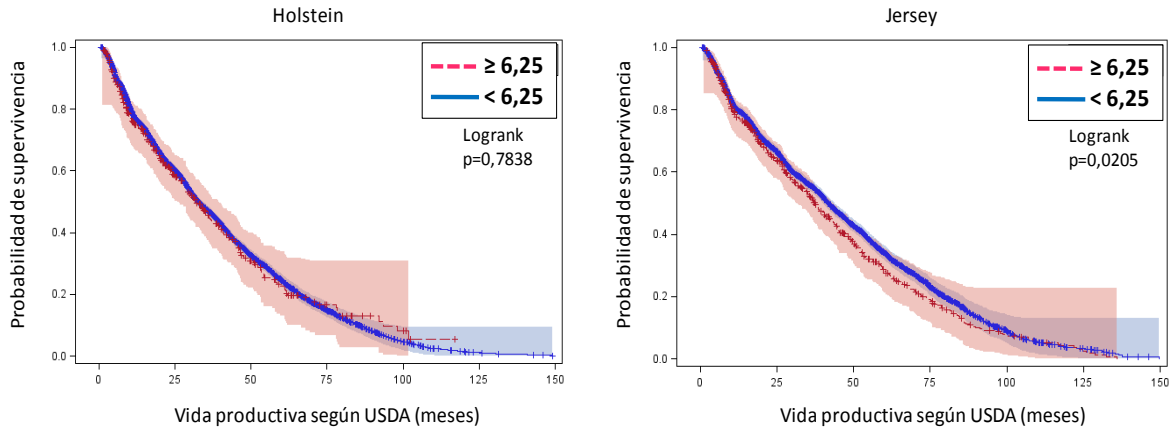 Holstein
Probabilidad de supervivencia
1.0
0.8
0.6
0.4
0.2
0.0
≥ 6,25
< 6,25
Logrank
p=0,7838
0 25 50 75 100 125 150
Vida productiva según USDA (meses)
Jersey
Probabilidad de supervivencia
1.0
0.8
0.6
0.4
0.2
0.0
≥ 6,25
< 6,25
Logrank
p=0,0205
0 25 50 75 100 125 150
Vida productiva según USDA (meses)